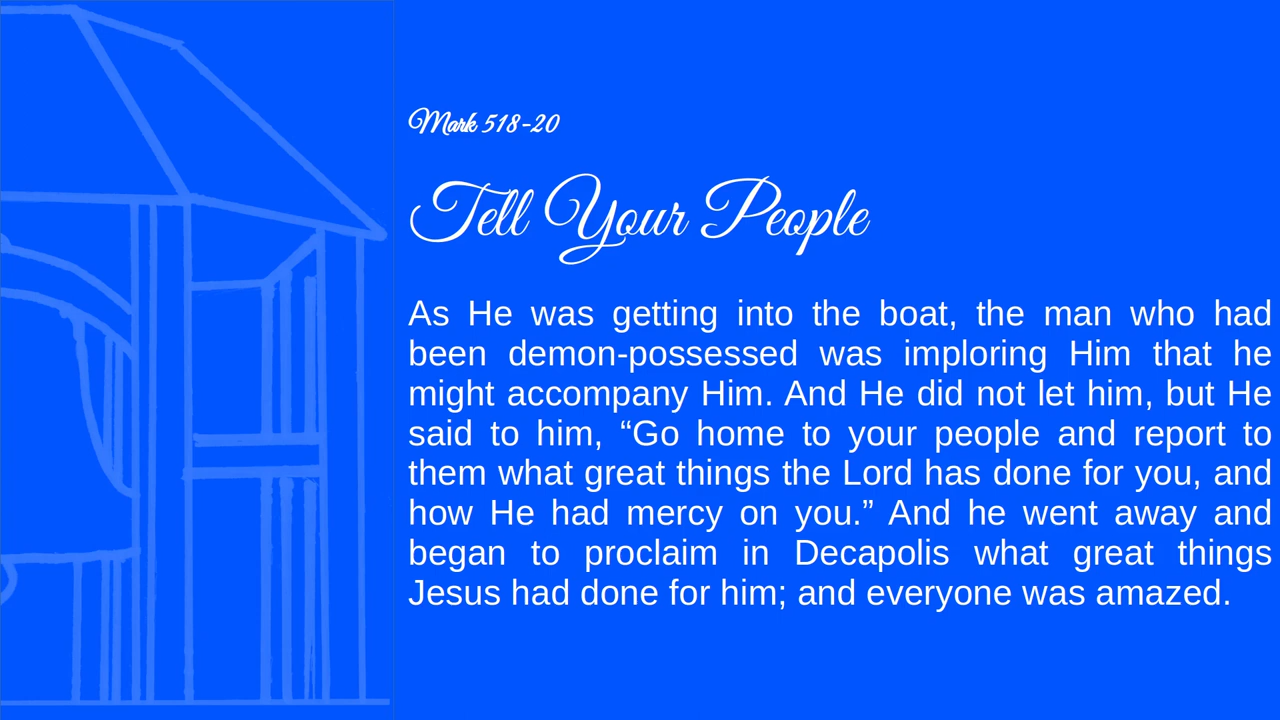 Mark 518-20
Tell Your People
As He was getting into the boat, the man who had
been demon-possessed was imploring Him that he
might accompany Him. And He did not let him, but He
said to him, “Go home to your people and report to
them what great things the Lord has done for you, and
how He had mercy on you.” And he went away and
began to proclaim in Decapolis what great things
Jesus had done for him; and everyone was amazed.